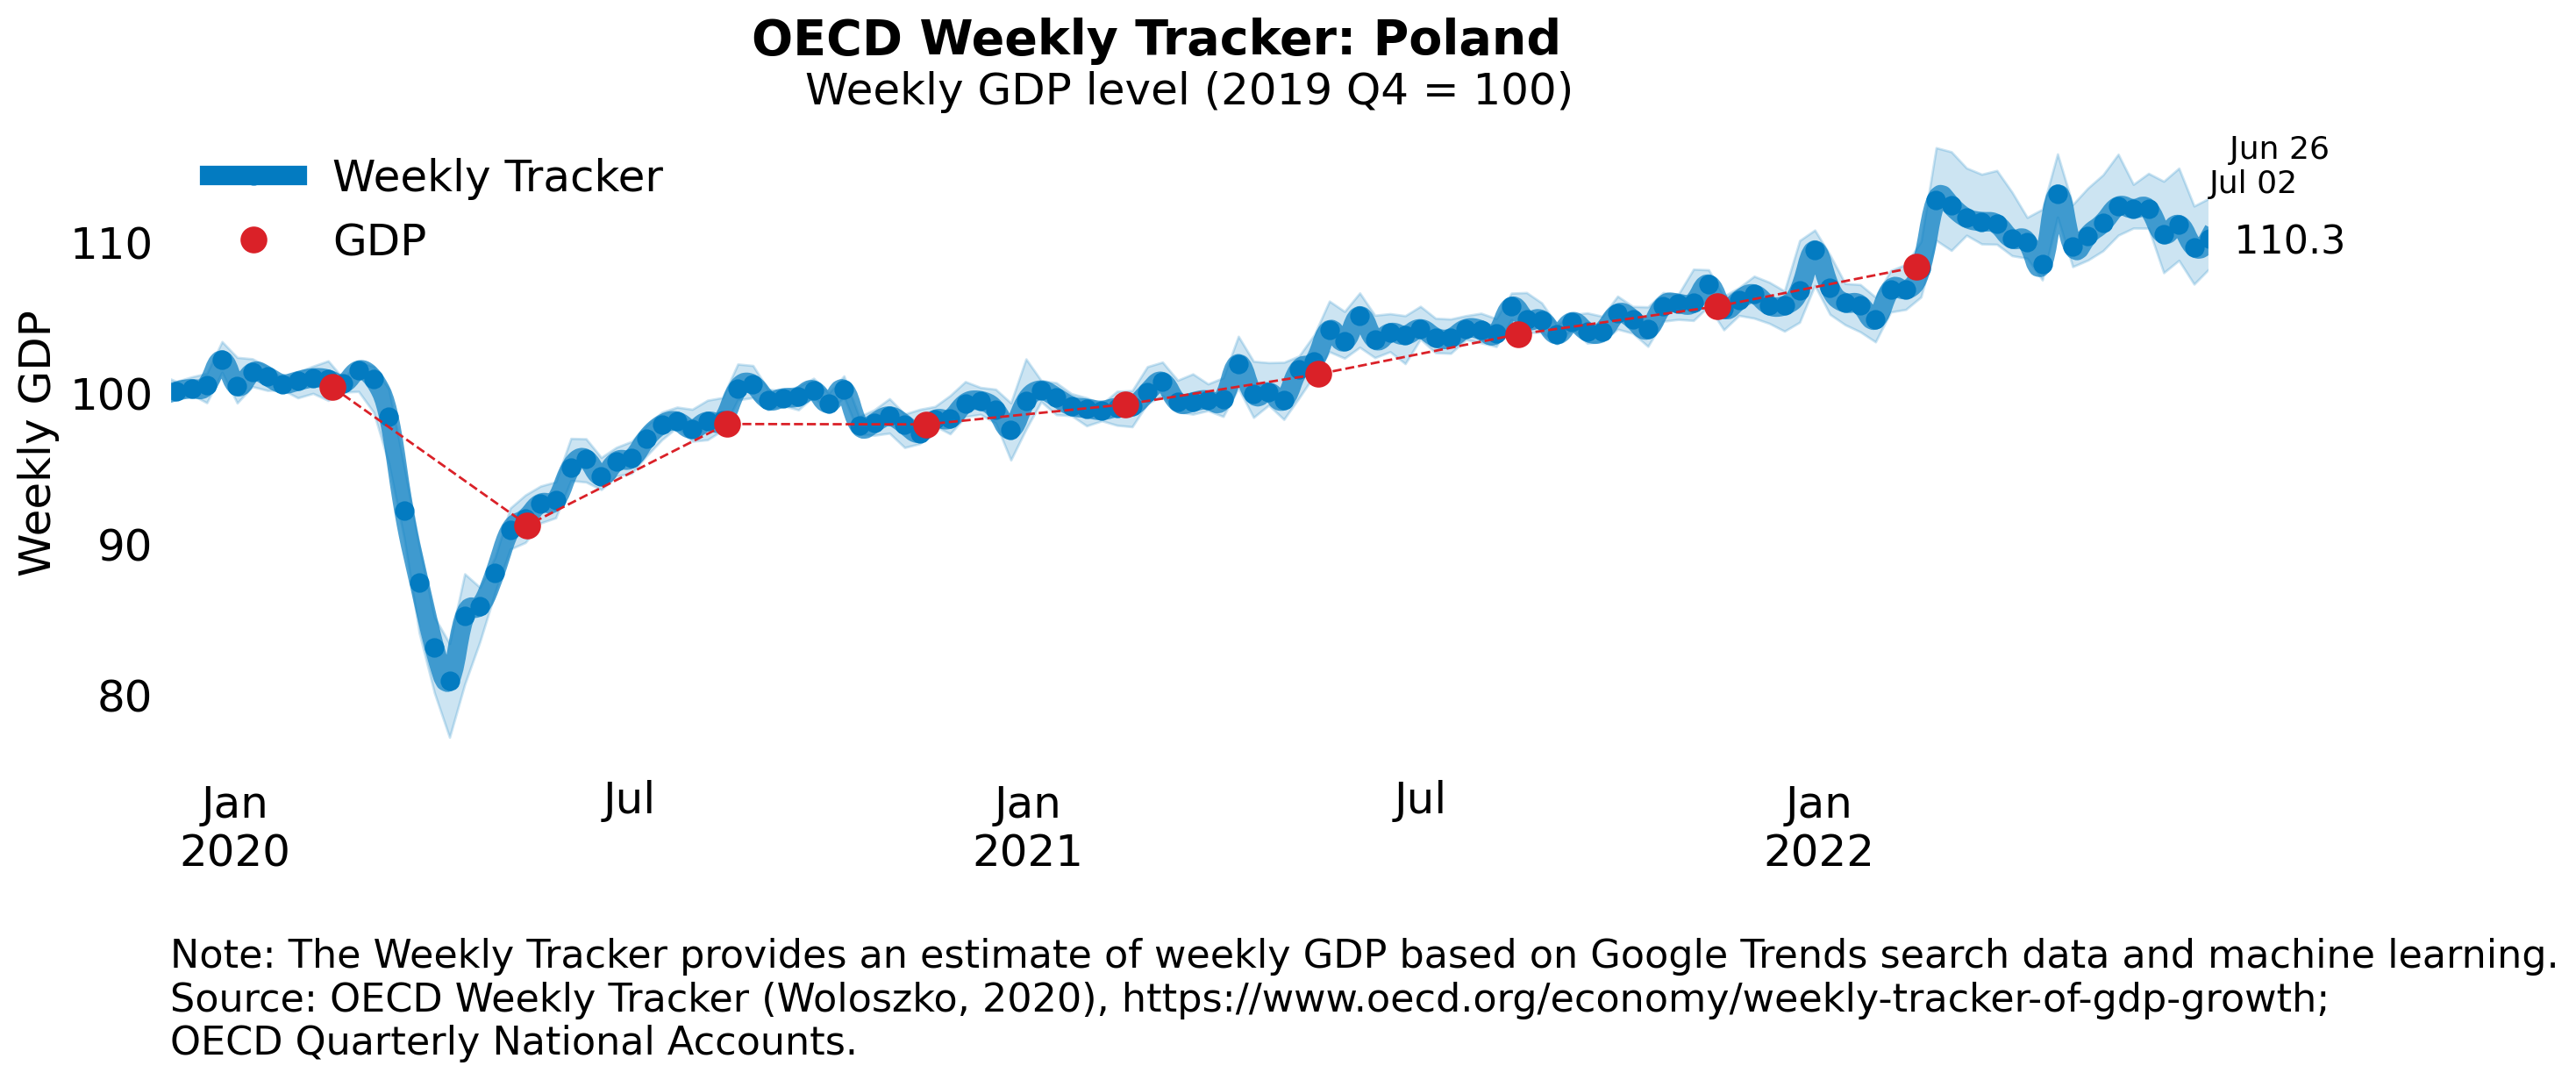 OECD Weekly Tracker: Poland
Weekly GDP level (2019 Q4 = 100)
Weekly Tracker
GDP
Jun 26
Jul 02
110.3
Weekly GDP
110
100
90
80
Jan
2020
Jul
Jan
2021
Jul
Jan
2022
Note: The Weekly Tracker provides an estimate of weekly GDP based on Google Trends search data and machine learning.
Source: OECD Weekly Tracker (Woloszko, 2020), https://www.oecd.org/economy/weekly-tracker-of-gdp-growth;
OECD Quarterly National Accounts.